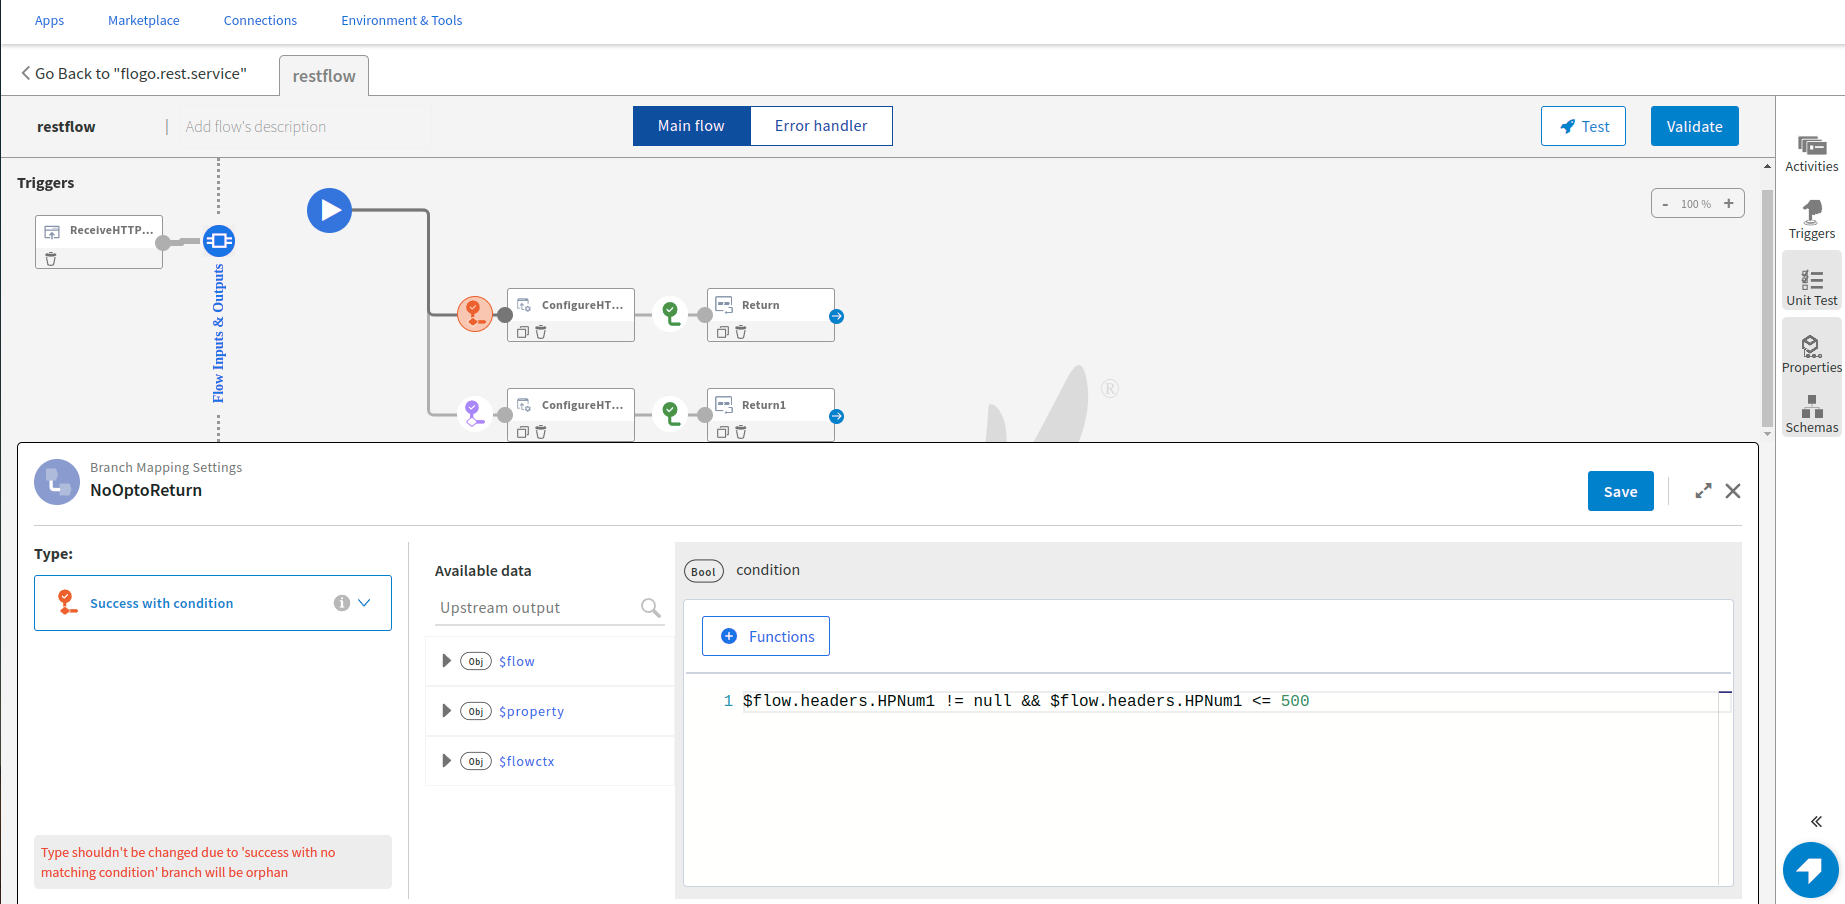 Apps Marketplace Connections Environment & Tools
Go Back to "flogo.rest.service" restflow
restflow | Add flow's description Main flow Error handler Test Validate
Activities
Triggers
Unit Test
Properties
Schemas
Triggers
ReceiveHTTP...
Flow Inputs & Outputs
- 100 % +
ConfigureHT... Return
ConfigureHT... Return1
®
Branch Mapping Settings
NoOptoReturn
Save
Type:
Success with condition
Type shouldn't be changed due to 'success with no
matching condition' branch will be orphan
Available data
Upstream output
Obj $flow
Obj $property
Obj $flowctx
Bool condition
Functions
1 $flow.headers.HPNum1 != null && $flow.headers.HPNum1 <= 500